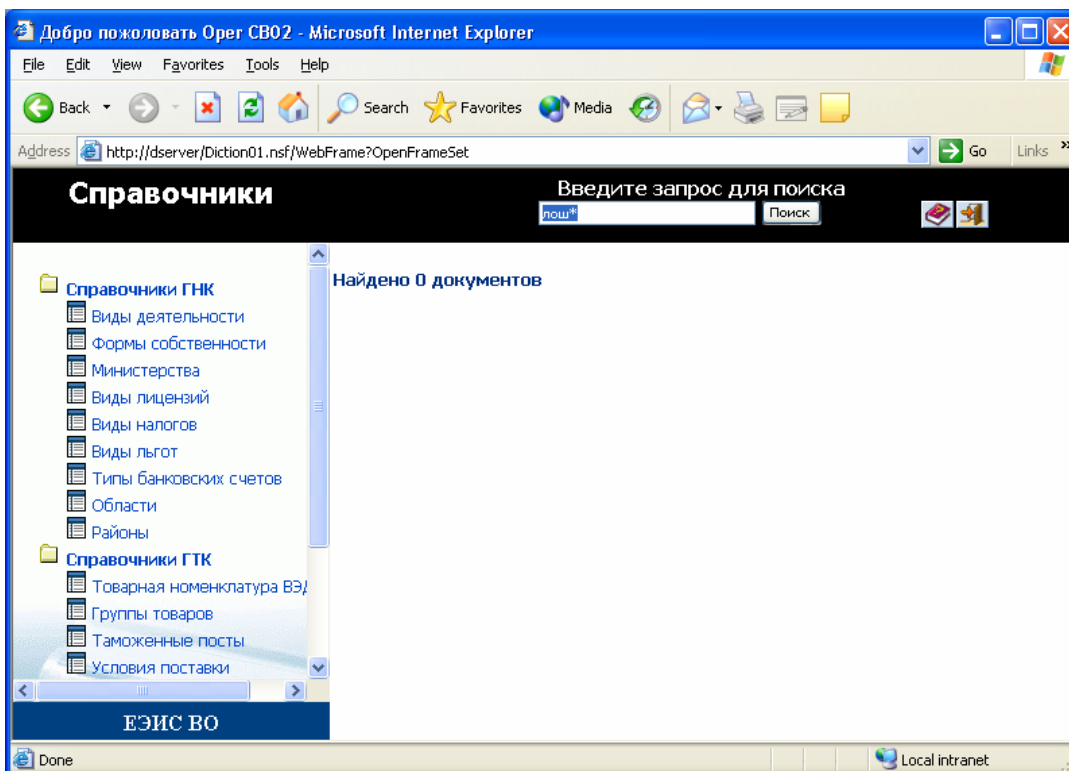 Добро пожоловать Oper CB02 - Microsoft Internet Explorer
File Edit View Favorites Tools Help
Back Search Favorites Media
Address http://dserver/Diction01.nsf/WebFrame?OpenFrameSet Go Links »
Справочники
Введите запрос для поиска
лош* Поиск
Найдено 0 документов
Справочники ГНК
Виды деятельности
Формы собственности
Министерства
Виды лицензий
Виды налогов
Виды льгот
Типы банковских счетов
Области
Районы
Справочники ГТК
Товарная номенклатура ВЭД
Группы товаров
Таможенные посты
Условия поставки
ЕЭИС ВО
Done Local intranet